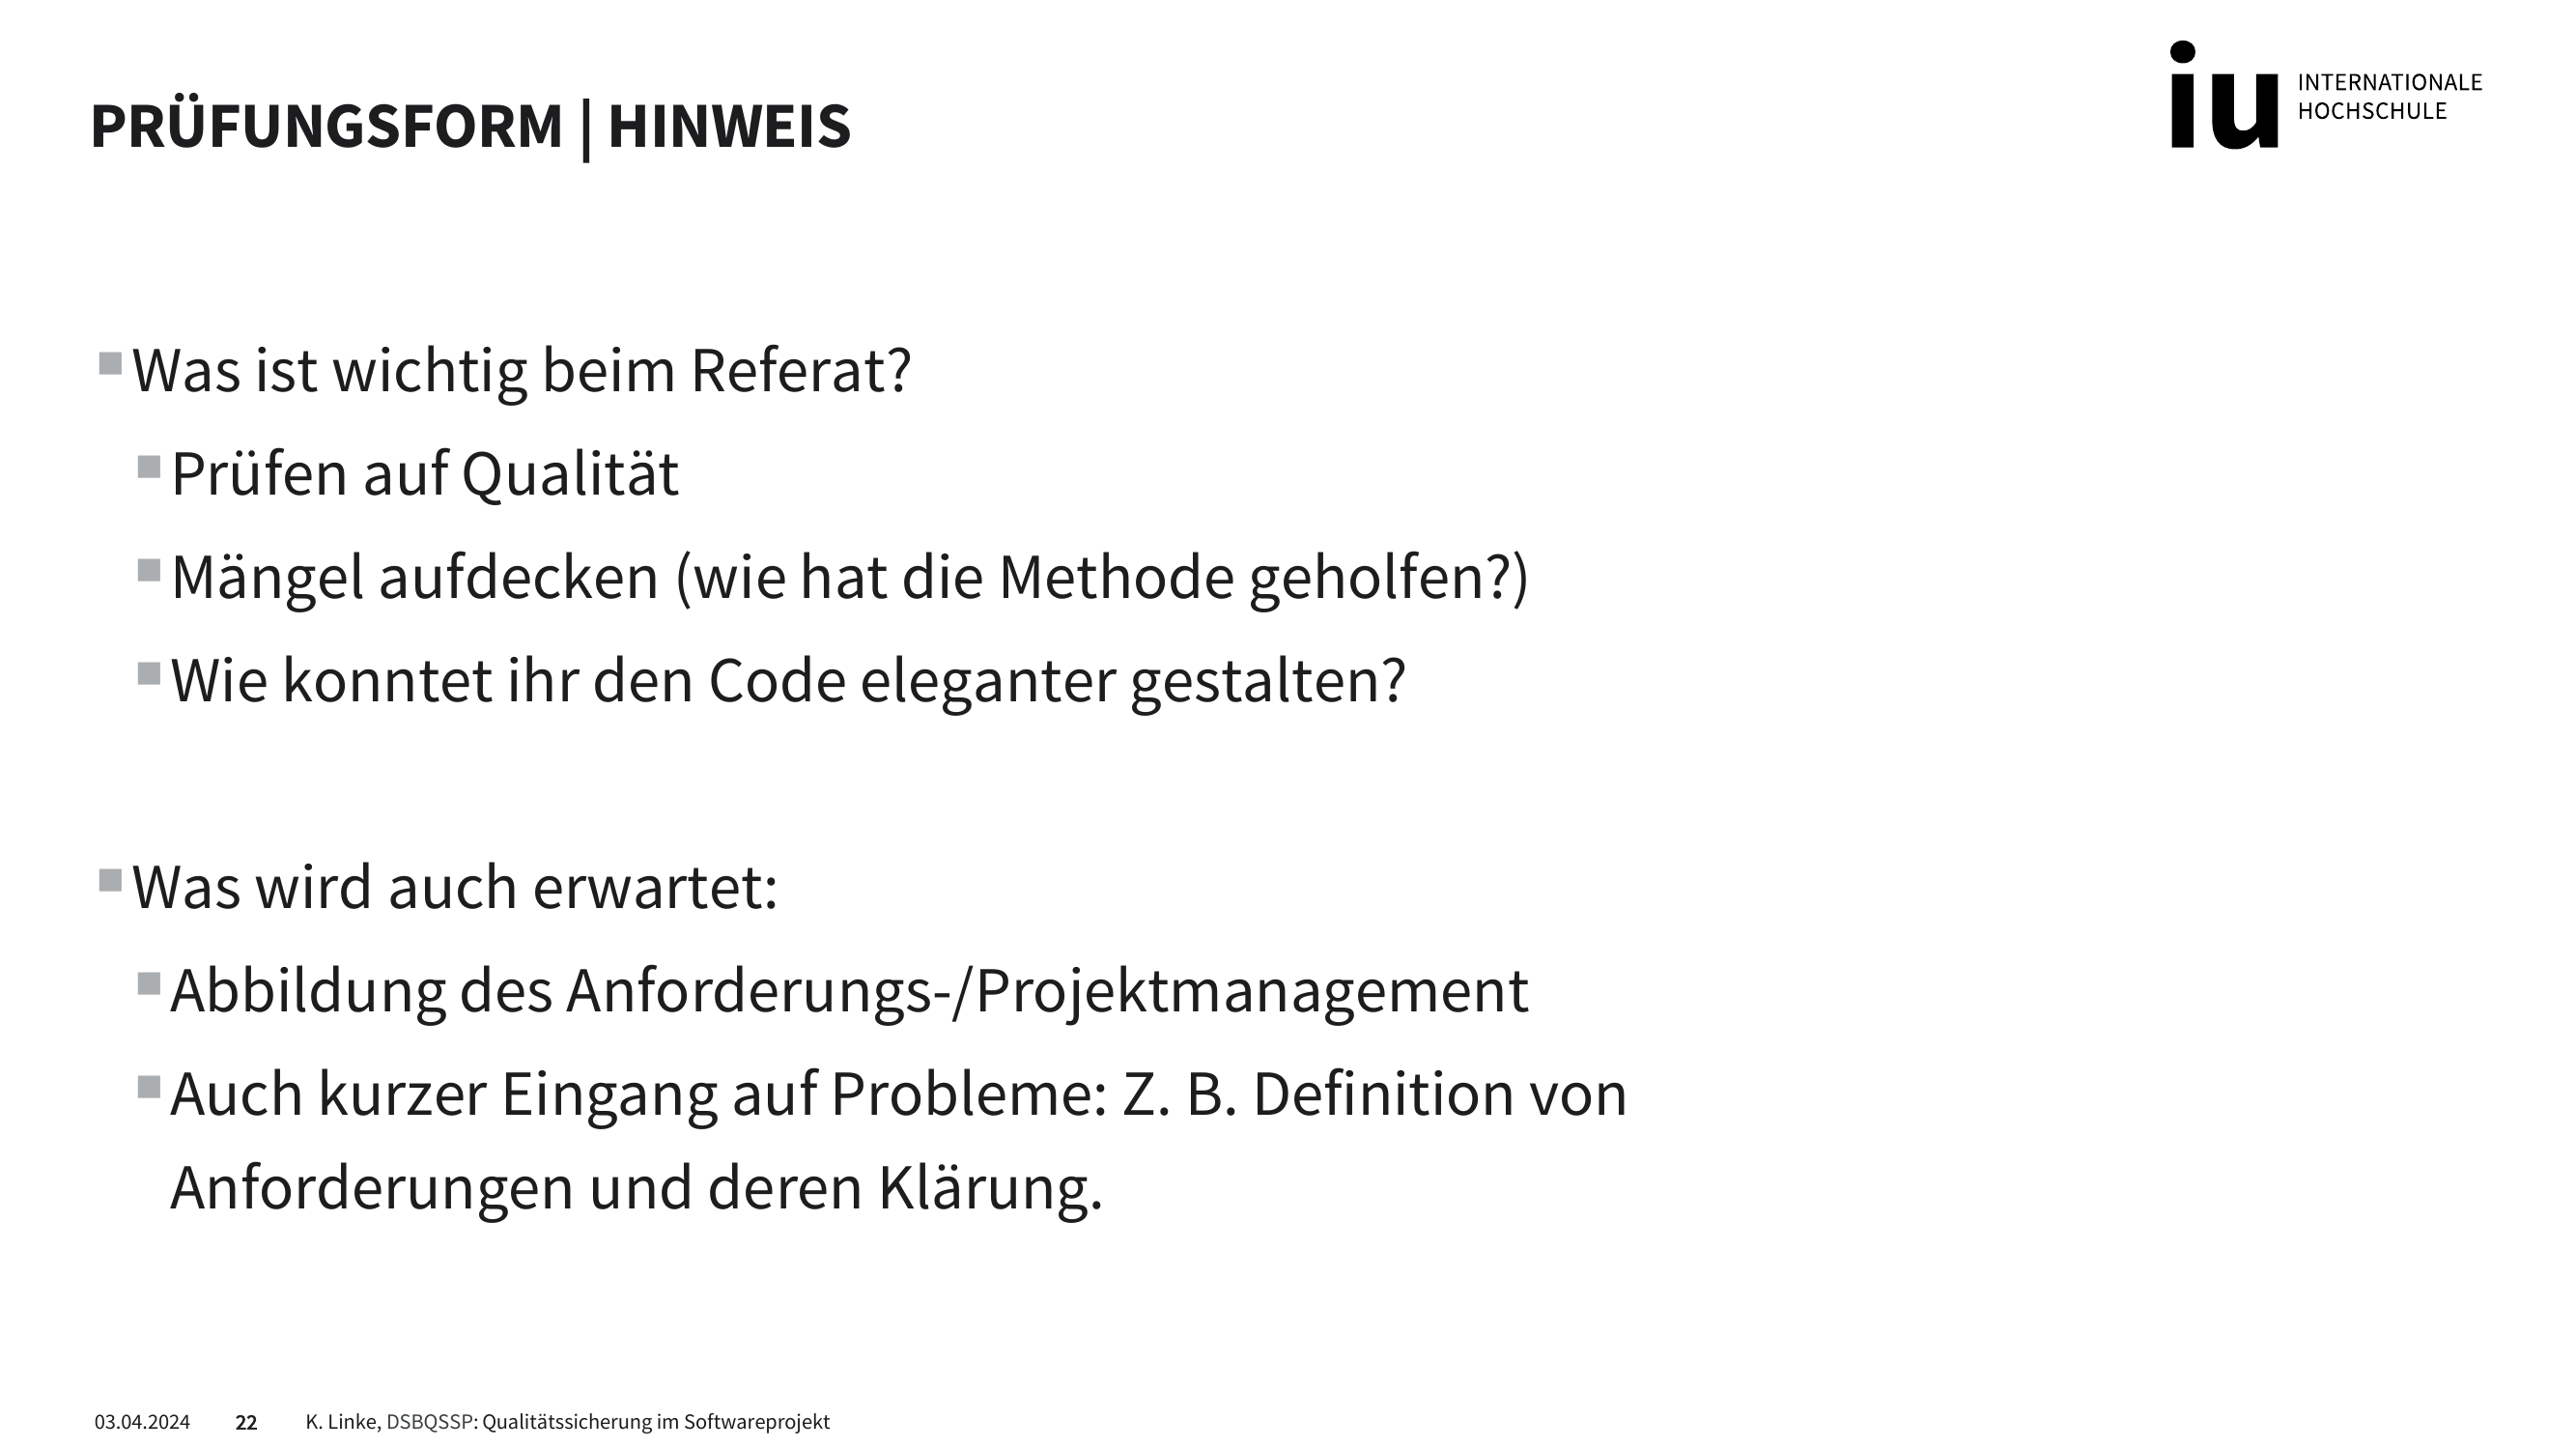 PRÜFUNGSFORM | HINWEIS
iu INTERNATIONALE
HOCHSCHULE
Was ist wichtig beim Referat?
Prüfen auf Qualität
Mängel aufdecken (wie hat die Methode geholfen?)
Wie konntet ihr den Code eleganter gestalten?
Was wird auch erwartet:
Abbildung des Anforderungs-/Projektmanagement
Auch kurzer Eingang auf Probleme: Z. B. Definition von
Anforderungen und deren Klärung.
03.04.2024 22 K. Linke, DSBQSSP: Qualitätssicherung im Softwareprojekt